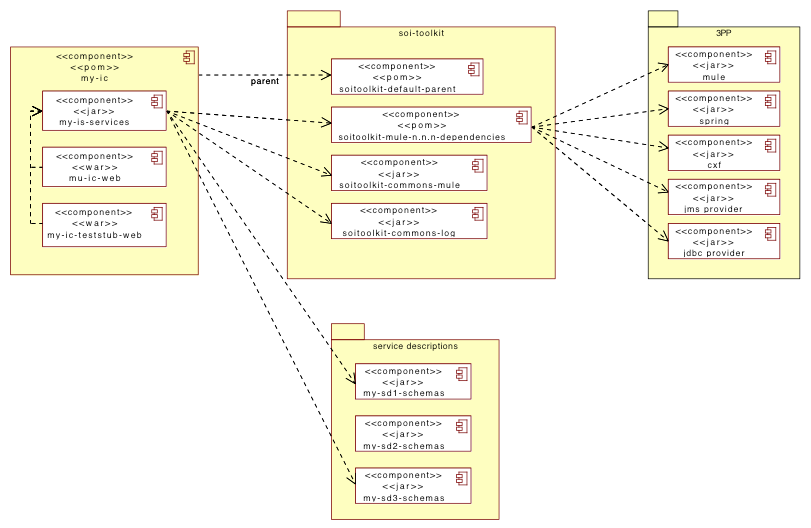 <<component>>
<<pom>>
my-ic
<<component>>
<<jar>>
my-is-services
<<component>>
<<war>>
mu-ic-web
<<component>>
<<war>>
my-ic-teststub-web
parent
soi-toolkit
<<component>>
<<pom>>
soitoolkit-default-parent
<<component>>
<<pom>>
soitoolkit-mule-n.n.n-dependencies
<<component>>
<<jar>>
soitoolkit-commons-mule
<<component>>
<<jar>>
soitoolkit-commons-log
3PP
<<component>>
<<jar>>
mule
<<component>>
<<jar>>
spring
<<component>>
<<jar>>
cxf
<<component>>
<<jar>>
jms provider
<<component>>
<<jar>>
jdbc provider
service descriptions
<<component>>
<<jar>>
my-sd1-schemas
<<component>>
<<jar>>
my-sd2-schemas
<<component>>
<<jar>>
my-sd3-schemas